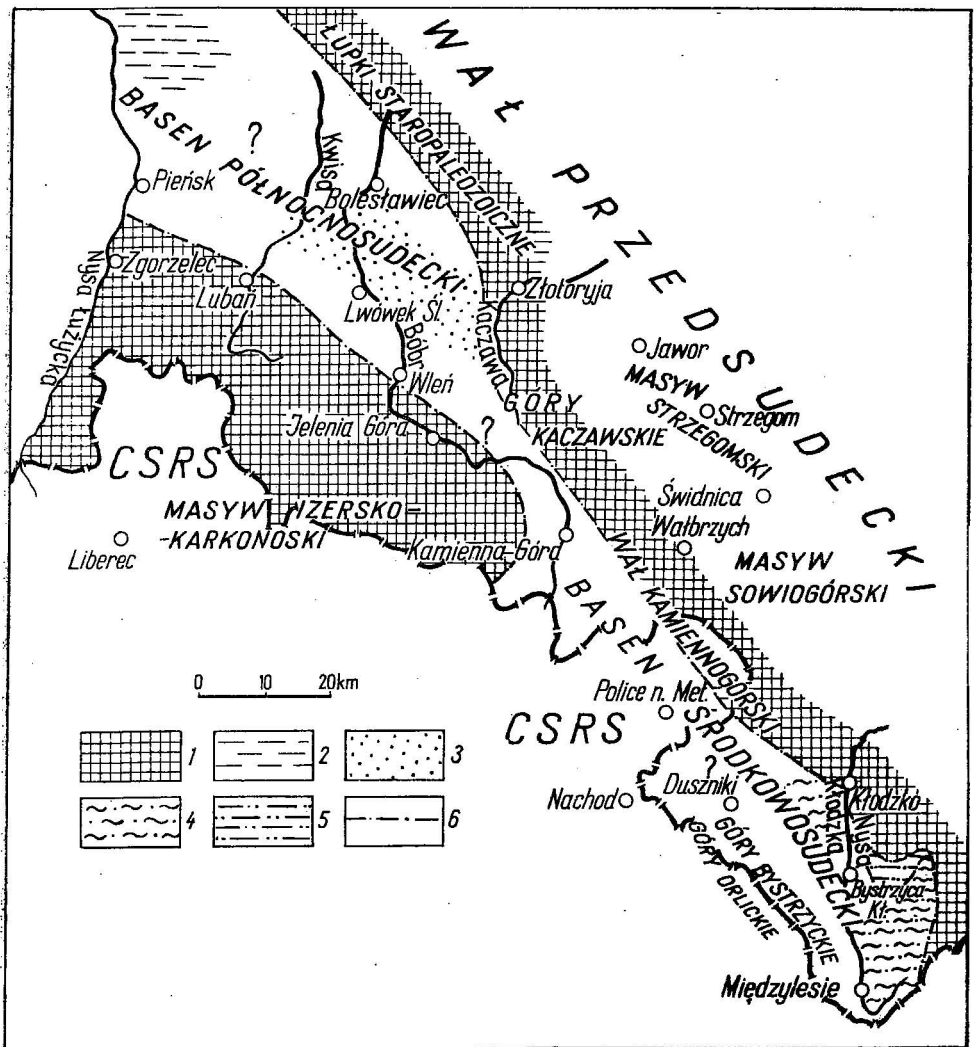 WAŁ PRZEDSUDECKI
ŁUPKI STAROPALEOZOICZNE
BASEN PÓŁNOCNOSUDECKI
?
Kwisa
Pieńsk
Bolesławiec
Nysa Łużycka
Zgorzelec
Lubań
Lwówek Śl.
Złotoryja
Bóbr
Kaczawa
Wleń
Jawor
MASYW
STRZEGOMSKI
Strzegom
GÓRY
KACZAWSKIE
Jelenia Góra
?
CSRS
MASYW IZERSKO-
-KARKONOSKI
Świdnica
Wałbrzych
Liberec
Kamienna Góra
MASYW
SOWIOGÓRSKI
WAŁ KAMIENNOGÓRSKI
BASEN ŚRODKOWOSUDECKI
0 10 20km
Police n. Met.
CSRS
1 2 3
4 5 6
?
Nachod
Duszniki
Kłodzko
Nysa
Kłodzka
GÓRY BYSTRZYCKIE
GÓRY ORLICKIE
Bystrzyca
Kł.
Międzylesie